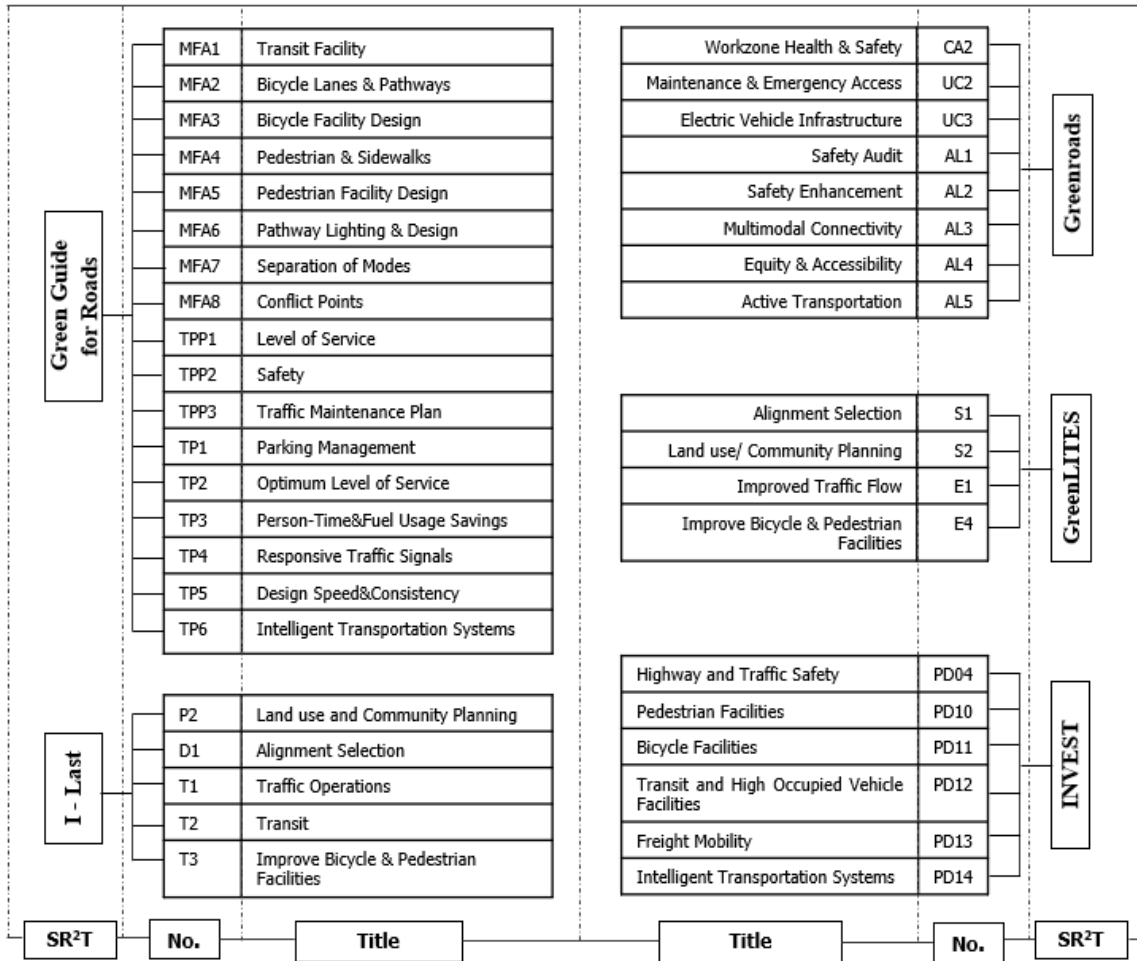 Green Guide
for Roads
MFA1 Transit Facility
MFA2 Bicycle Lanes & Pathways
MFA3 Bicycle Facility Design
MFA4 Pedestrian & Sidewalks
MFA5 Pedestrian Facility Design
MFA6 Pathway Lighting & Design
MFA7 Separation of Modes
MFA8 Conflict Points
TPP1 Level of Service
TPP2 Safety
TPP3 Traffic Maintenance Plan
TP1 Parking Management
TP2 Optimum Level of Service
TP3 Person-Time&Fuel Usage Savings
TP4 Responsive Traffic Signals
TP5 Design Speed&Consistency
TP6 Intelligent Transportation Systems
I - Last
P2 Land use and Community Planning
D1 Alignment Selection
T1 Traffic Operations
T2 Transit
T3 Improve Bicycle & Pedestrian
Facilities
Workzone Health & Safety CA2
Maintenance & Emergency Access UC2
Electric Vehicle Infrastructure UC3
Safety Audit AL1
Safety Enhancement AL2
Multimodal Connectivity AL3
Equity & Accessibility AL4
Active Transportation AL5
Greenroads
Alignment Selection S1
Land use/ Community Planning S2
Improved Traffic Flow E1
Improve Bicycle & Pedestrian E4
Facilities
GreenLITES
Highway and Traffic Safety PD04
Pedestrian Facilities PD10
Bicycle Facilities PD11
Transit and High Occupied Vehicle PD12
Facilities
Freight Mobility PD13
Intelligent Transportation Systems PD14
INVEST
SR²T No. Title Title No. SR²T